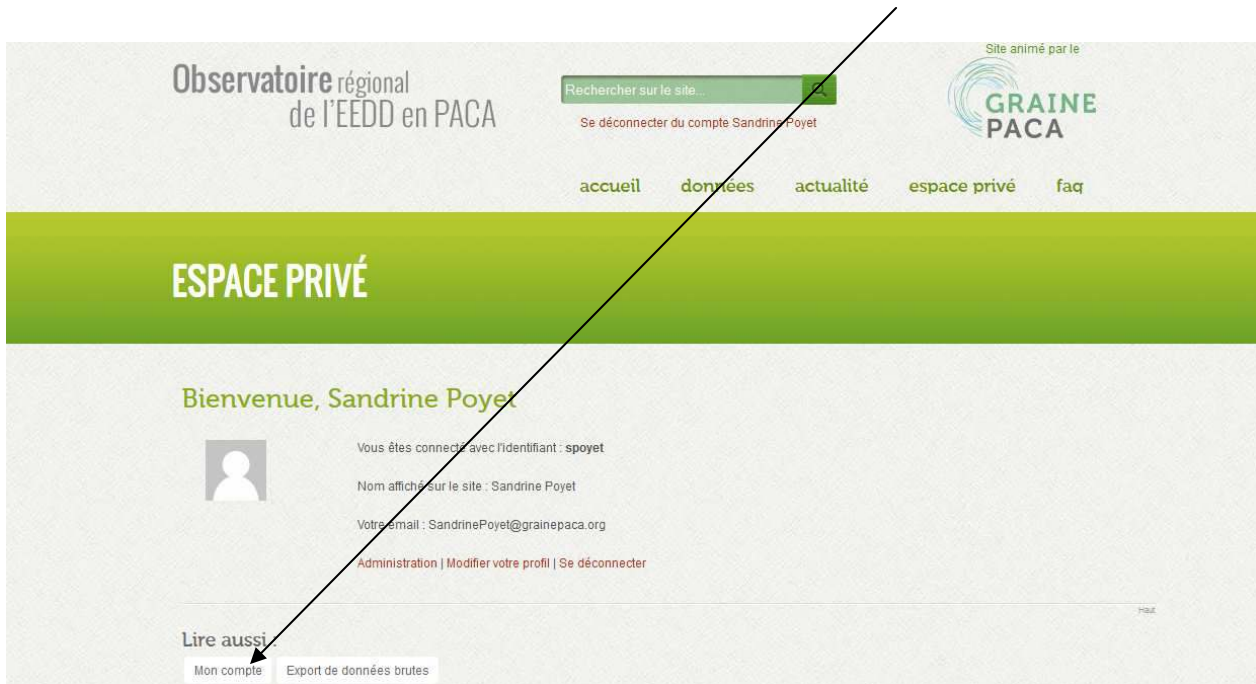 Site animé par le
Observatoire régional
de l'EEDD en PACA
Rechercher sur le site...
GRAINE
PACA
Se déconnecter du compte Sandrine Poyet
accueil données actualité espace privé faq
ESPACE PRIVÉ
Bienvenue, Sandrine Poyet
Vous êtes connecté avec l'identifiant : spoyet
Nom affiché sur le site : Sandrine Poyet
Votre email : SandrinePoyet@grainepaca.org
Administration | Modifier votre profil | Se déconnecter
Haut
Lire aussi :
Mon compte Export de données brutes